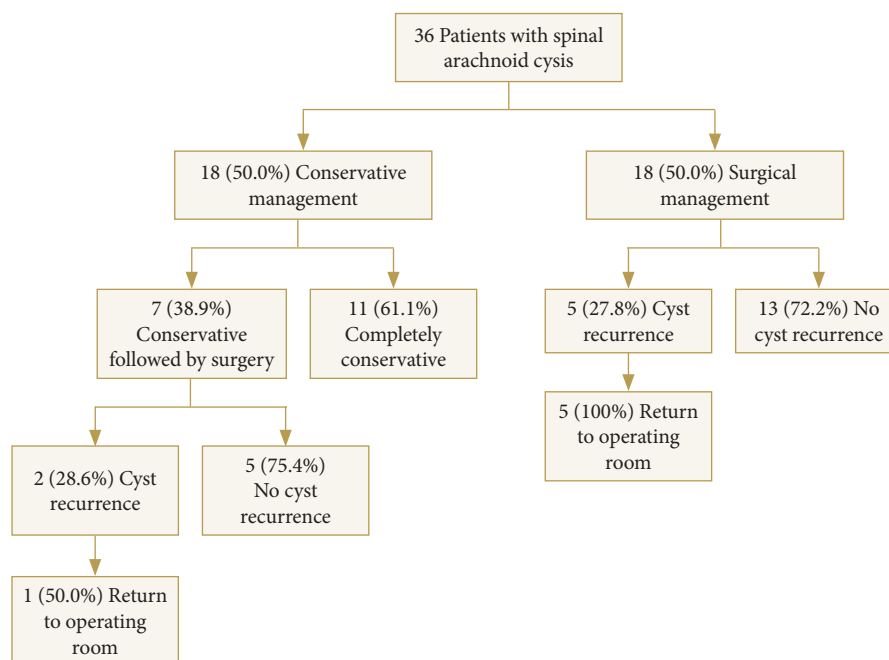 36 Patients with spinal
arachnoid cysis
18 (50.0%) Conservative
management
18 (50.0%) Surgical
management
7 (38.9%)
Conservative
followed by surgery
11 (61.1%)
Completely
conservative
5 (27.8%) Cyst
recurrence
13 (72.2%) No
cyst recurrence
2 (28.6%) Cyst
recurrence
5 (75.4%)
No cyst
recurrence
5 (100%) Return
to operating
room
1 (50.0%) Return
to operating
room